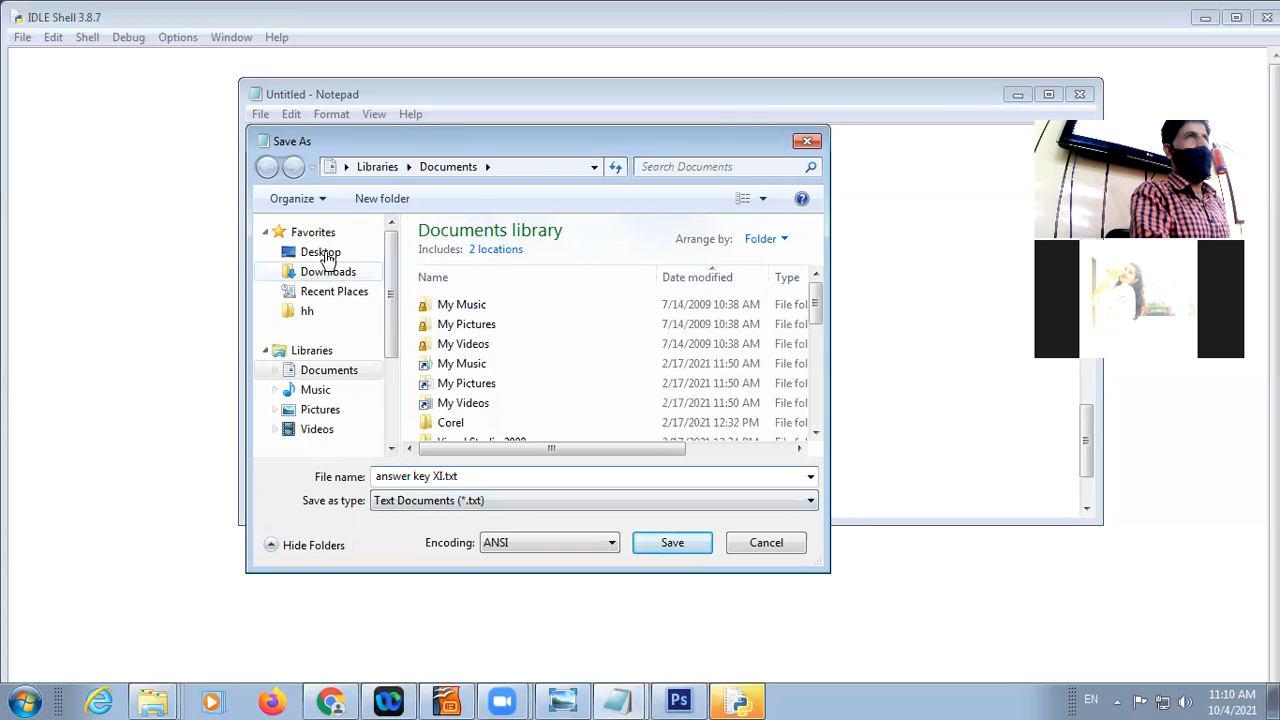 IDLE Shell 3.8.7
File Edit Shell Debug Options Window Help
Untitled - Notepad
File Edit Format View Help
Save As
Libraries Documents
Search Documents
Organize New folder
Favorites
Desktop
Downloads
Recent Places
hh
Libraries
Documents
Music
Pictures
Videos
Documents library
Includes: 2 locations
Arrange by: Folder
Name Date modified Type
My Music 7/14/2009 10:38 AM File fol
My Pictures 7/14/2009 10:38 AM File fol
My Videos 7/14/2009 10:38 AM File fol
My Music 2/17/2021 11:50 AM File fol
My Pictures 2/17/2021 11:50 AM File fol
My Videos 2/17/2021 11:50 AM File fol
Corel 2/17/2021 12:32 PM File fol
File name: answer key XI.txt
Save as type: Text Documents (*.txt)
Hide Folders Encoding: ANSI Save Cancel
Ps
EN
11:10 AM
10/4/2021